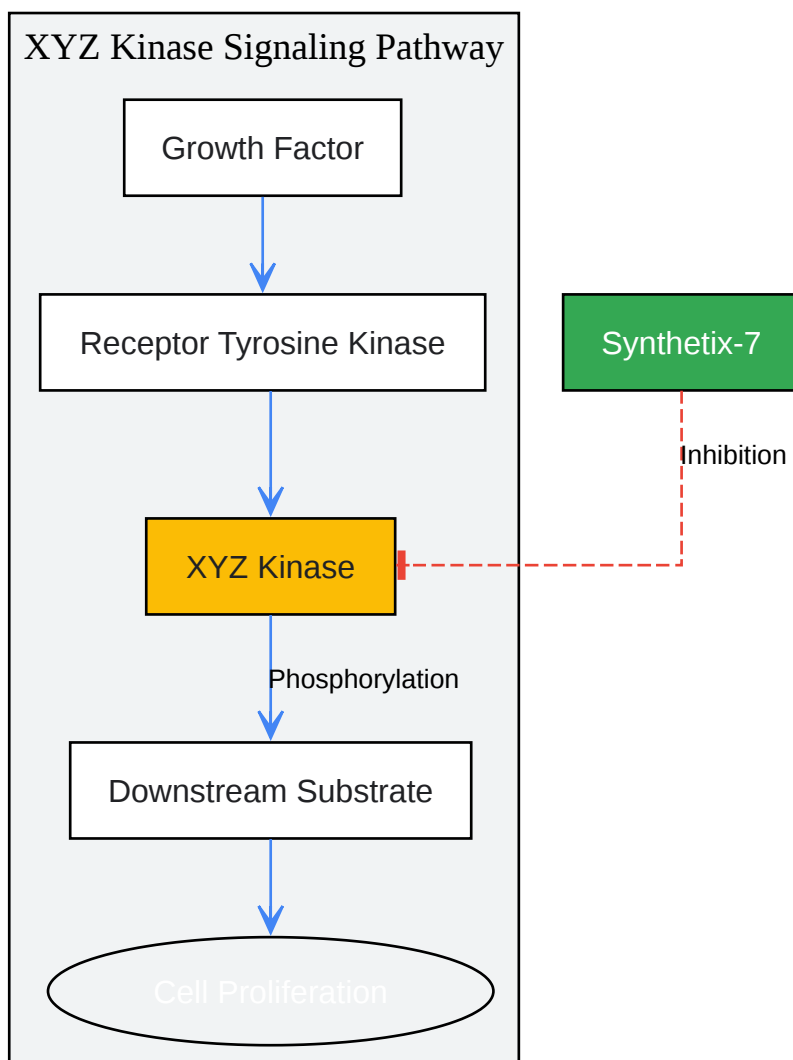 XYZ Kinase Signaling Pathway
Growth Factor
Receptor Tyrosine Kinase
Synthetix-7
Inhibition
XYZ Kinase
Phosphorylation
Downstream Substrate
Cell Proliferation